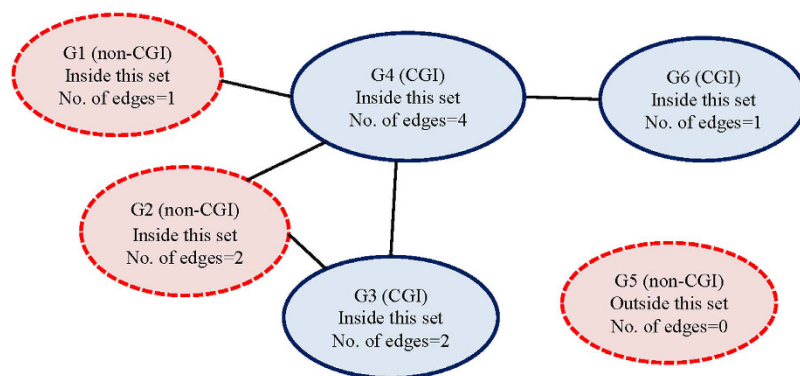 G1 (non-CGI)
Inside this set
No. of edges=1
G4 (CGI)
Inside this set
No. of edges=4
G6 (CGI)
Inside this set
No. of edges=1
G2 (non-CGI)
Inside this set
No. of edges=2
G3 (CGI)
Inside this set
No. of edges=2
G5 (non-CGI)
Outside this set
No. of edges=0